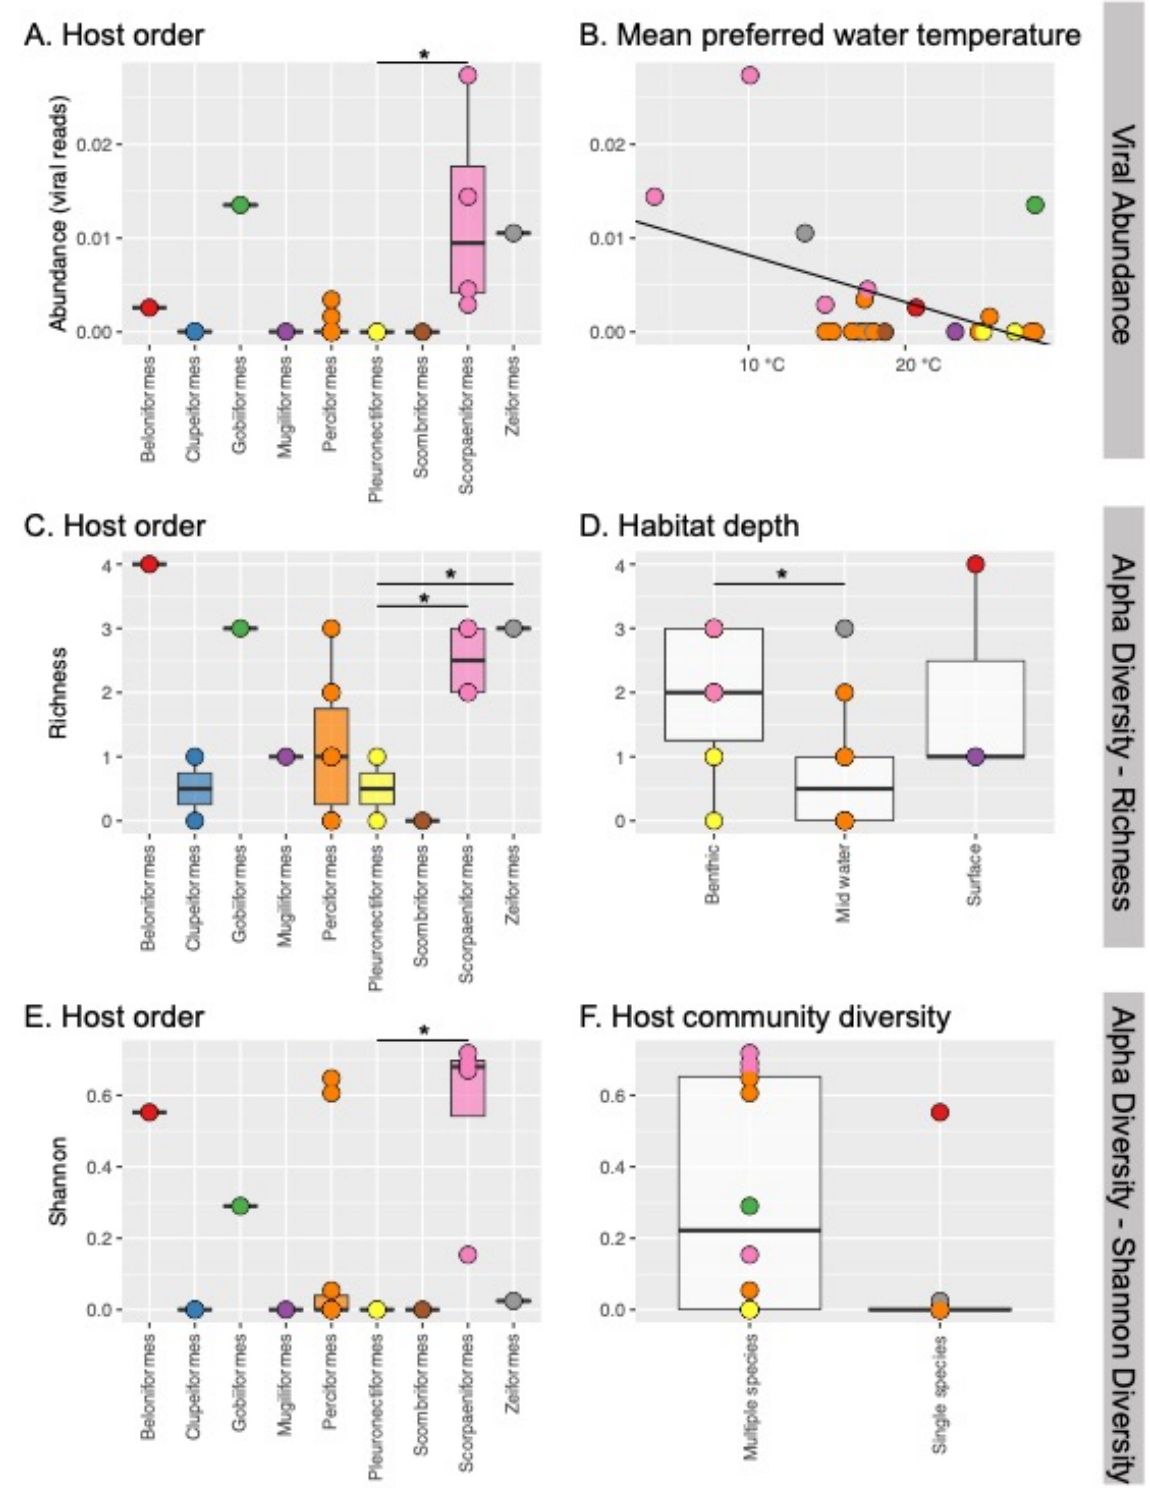 A. Host order
B. Mean preferred water temperature
*
Abundance (viral reads)
0.02
0.01
0.00
Beloniformes
Clupeiformes
Gobiiformes
Mugiliformes
Perciformes
Pleuronectiformes
Scombriformes
Scorpaeniformes
Zeiformes
0.02
0.01
0.00
10 °C
20 °C
Viral Abundance
C. Host order
D. Habitat depth
*
*
Richness
4
3
2
1
0
Beloniformes
Clupeiformes
Gobiiformes
Mugiliformes
Perciformes
Pleuronectiformes
Scombriformes
Scorpaeniformes
Zeiformes
*
4
3
2
1
0
Benthic
Mid water
Surface
Alpha Diversity - Richness
E. Host order
F. Host community diversity
*
Shannon
0.6
0.4
0.2
0.0
Beloniformes
Clupeiformes
Gobiiformes
Mugiliformes
Perciformes
Pleuronectiformes
Scombriformes
Scorpaeniformes
Zeiformes
0.6
0.4
0.2
0.0
Multiple species
Single species
Alpha Diversity - Shannon Diversity